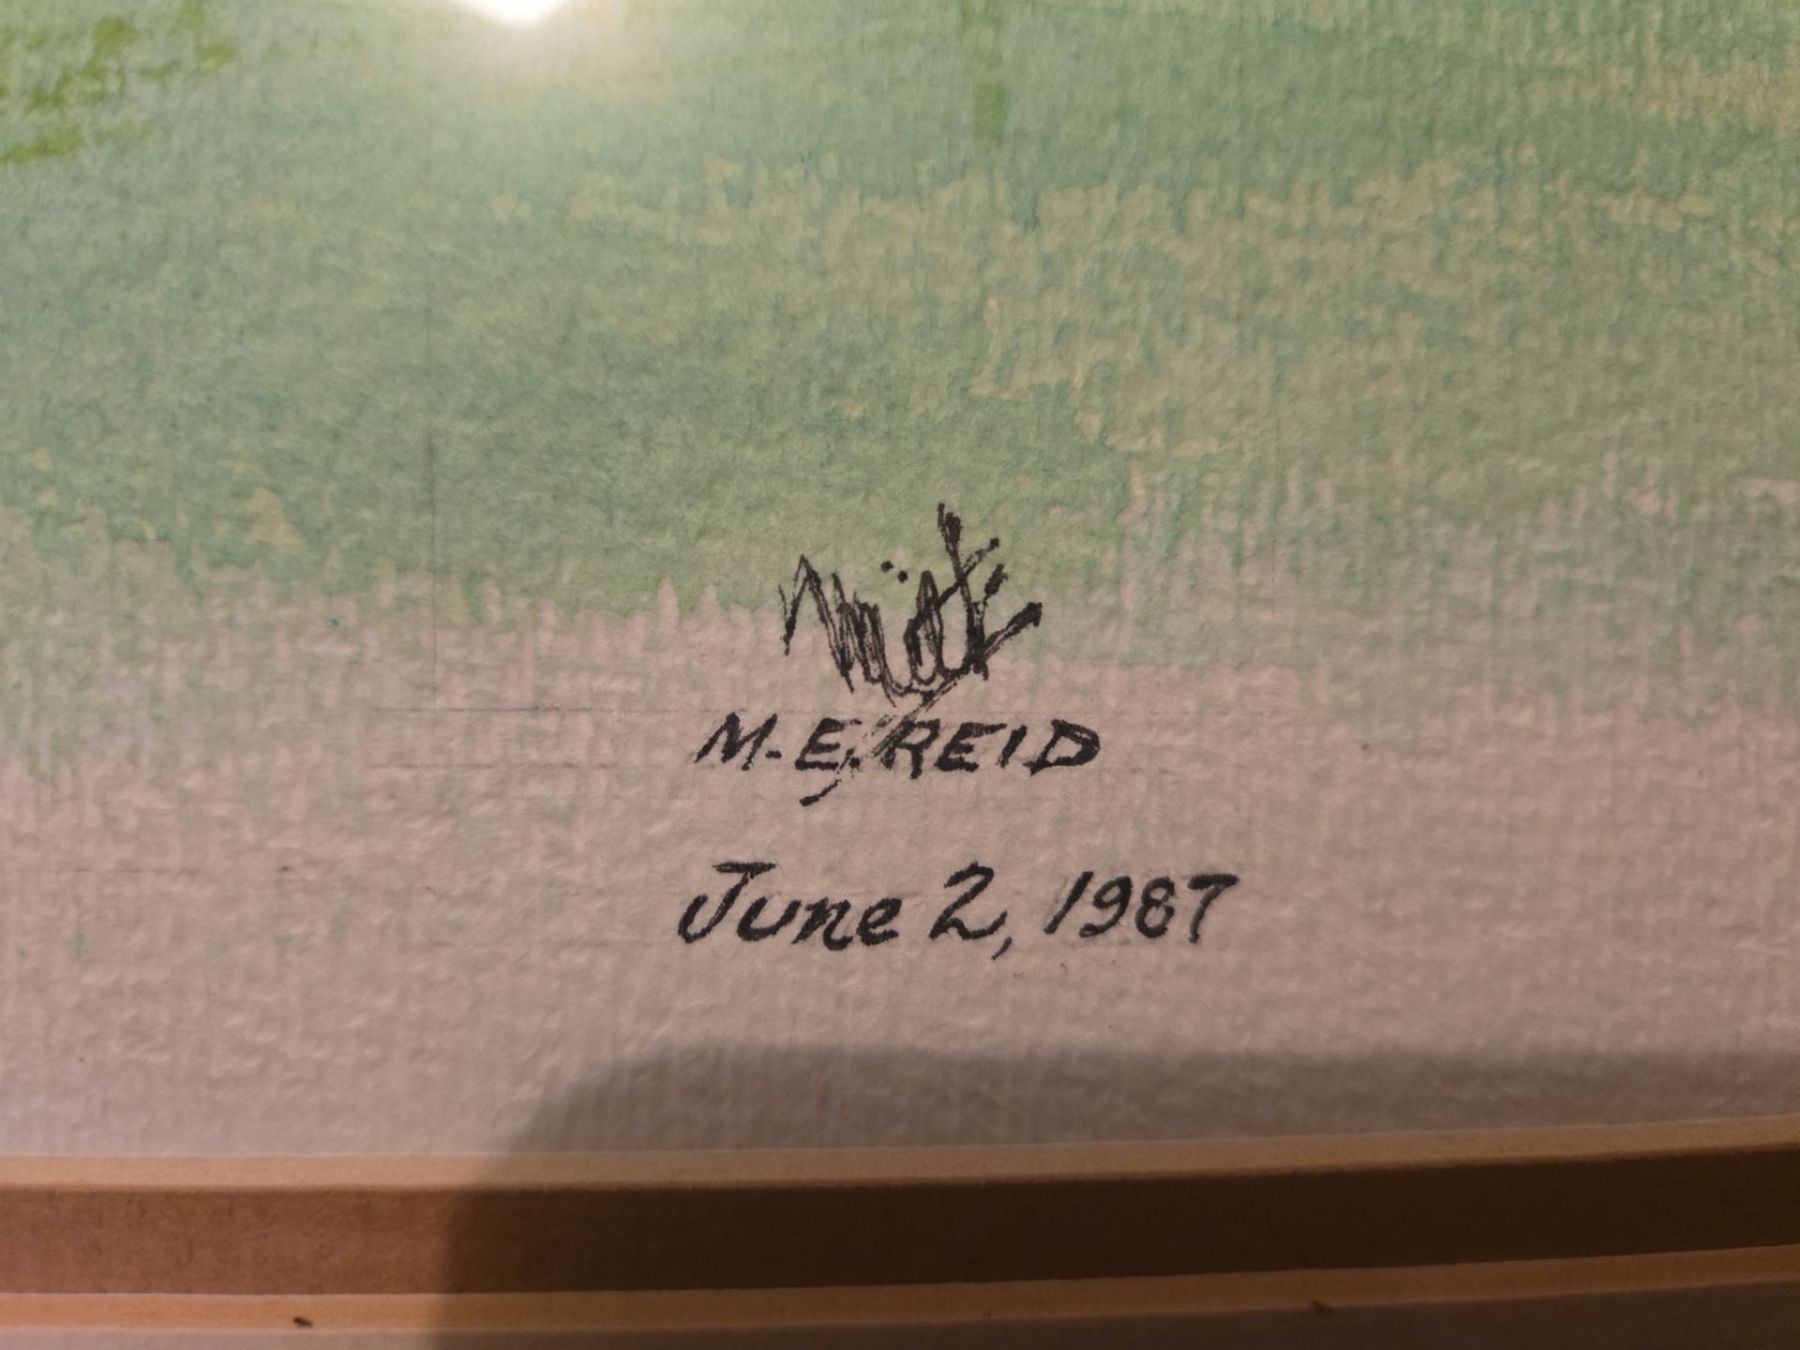 M. E. REID
June 2, 1987